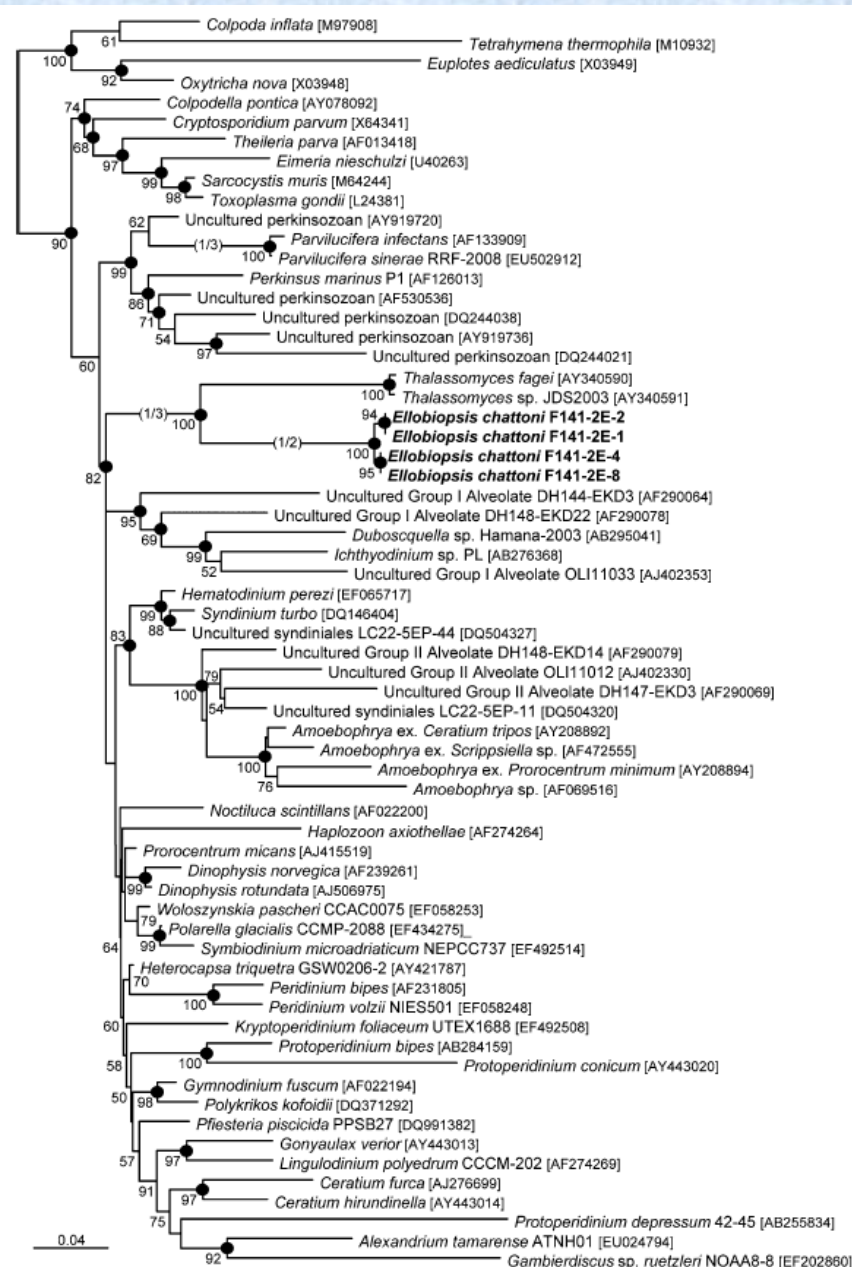 Colpoda inflata [M97908]
61
Tetrahymena thermophila [M10932]
100
Euplotes aediculatus [X03949]
92
Oxytricha nova [X03948]
74
Colpodella pontica [AY078092]
Cryptosporidium parvum [X64341]
68
Theileria parva [AF013418]
97
Eimeria nieschulzi [U40263]
99
Sarcocystis muris [M64244]
98
Toxoplasma gondii [L24381]
62
Uncultured perkinsozoan [AY919720]
90
(1/3)
Parvilucifera infectans [AF133909]
100
Parvilucifera sinerae RRF-2008 [EU502912]
99
Perkinsus marinus P1 [AF126013]
86
Uncultured perkinsozoan [AF530536]
71
Uncultured perkinsozoan [DQ244038]
54
Uncultured perkinsozoan [AY919736]
97
Uncultured perkinsozoan [DQ244021]
60
Thalassomyces fagei [AY340590]
100
Thalassomyces sp. JDS2003 [AY340591]
(1/3)
100
94
Ellobiopsis chattoni F141-2E-2
Ellobiopsis chattoni F141-2E-1
(1/2)
100
Ellobiopsis chattoni F141-2E-4
95
Ellobiopsis chattoni F141-2E-8
82
Uncultured Group I Alveolate DH144-EKD3 [AF290064]
95
Uncultured Group I Alveolate DH148-EKD22 [AF290078]
69
Duboscquella sp. Hamana-2003 [AB295041]
99
Ichthyodinium sp. PL [AB276368]
52
Uncultured Group I Alveolate OLI11033 [AJ402353]
Hematodinium perezi [EF065717]
99
Syndinium turbo [DQ146404]
88
Uncultured syndiniales LC22-5EP-44 [DQ504327]
83
Uncultured Group II Alveolate DH148-EKD14 [AF290079]
79
Uncultured Group II Alveolate OLI11012 [AJ402330]
100
Uncultured Group II Alveolate DH147-EKD3 [AF290069]
54
Uncultured syndiniales LC22-5EP-11 [DQ504320]
Amoebophrya ex. Ceratium tripos [AY208892]
Amoebophrya ex. Scrippsiella sp. [AF472555]
100
Amoebophrya ex. Prorocentrum minimum [AY208894]
76
Amoebophrya sp. [AF069516]
Noctiluca scintillans [AF022200]
Haplozoon axiothellae [AF274264]
Prorocentrum micans [AJ415519]
Dinophysis norvegica [AF239261]
99
Dinophysis rotundata [AJ506975]
Woloszynskia pascheri CCAC0075 [EF058253]
79
Polarella glacialis CCMP-2088 [EF434275]_
99
Symbiodinium microadriaticum NEPCC737 [EF492514]
64
Heterocapsa triquetra GSW0206-2 [AY421787]
70
Peridinium bipes [AF231805]
100
Peridinium volzii NIES501 [EF058248]
60
Kryptoperidinium foliaceum UTEX1688 [EF492508]
Protoperidinium bipes [AB284159]
58
100
Protoperidinium conicum [AY443020]
Gymnodinium fuscum [AF022194]
50
98
Polykrikos kofoidii [DQ371292]
Pfiesteria piscicida PPSB27 [DQ991382]
Gonyaulax verior [AY443013]
57
97
Lingulodinium polyedrum CCCM-202 [AF274269]
Ceratium furca [AJ276699]
91
97
Ceratium hirundinella [AY443014]
75
Protoperidinium depressum 42-45 [AB255834]
0.04
Alexandrium tamarense ATNH01 [EU024794]
92
Gambierdiscus sp. ruetzleri NOAA8-8 [EF202860]